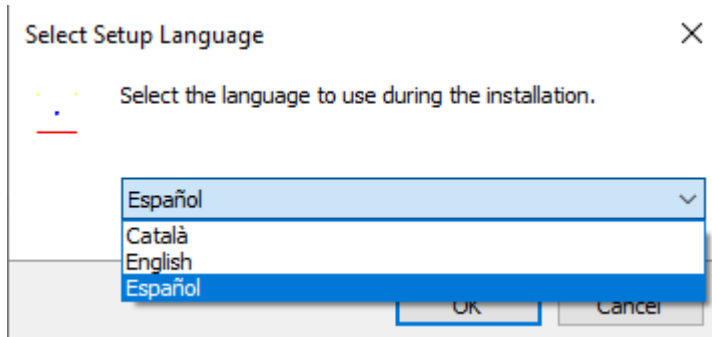 Select Setup Language
Select the language to use during the installation.
Español
Català
English
Español
OK
Cancel